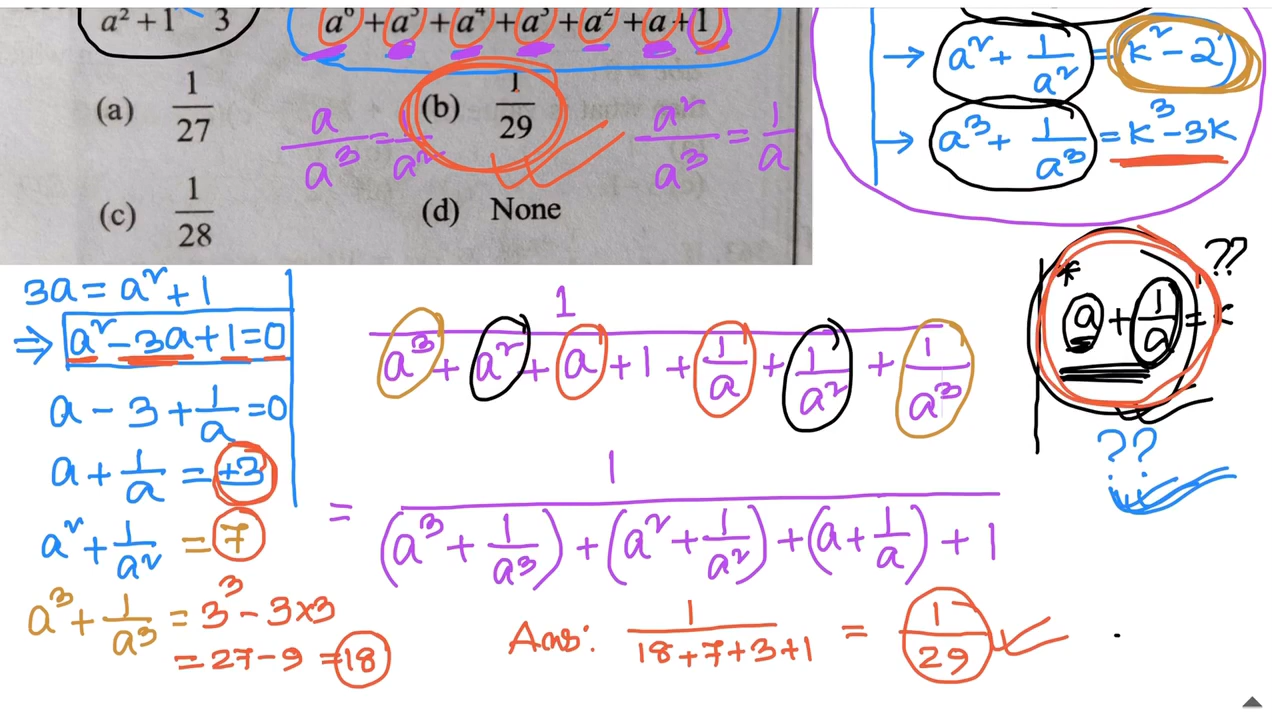 a² + 1 3
a⁶ + a⁵ + a⁴ + a³ + a² + a + 1
(a) 1/27
(b) 1/29
(c) 1/28
(d) None
a/a³ = 1/a²
a²/a³ = 1/a
→ a² + 1/a² = k² - 2
→ a³ + 1/a³ = k³ - 3k
* a + 1/a = k ??
??
3a = a² + 1
⇒ a² - 3a + 1 = 0
a - 3 + 1/a = 0
a + 1/a = +3
a² + 1/a² = 7
a³ + 1/a³ = 3³ - 3×3
= 27 - 9 = 18
1/(a³ + a² + a + 1 + 1/a + 1/a² + 1/a³)
= 1/((a³ + 1/a³) + (a² + 1/a²) + (a + 1/a) + 1)
Ans: 1/(18+7+3+1) = 1/29